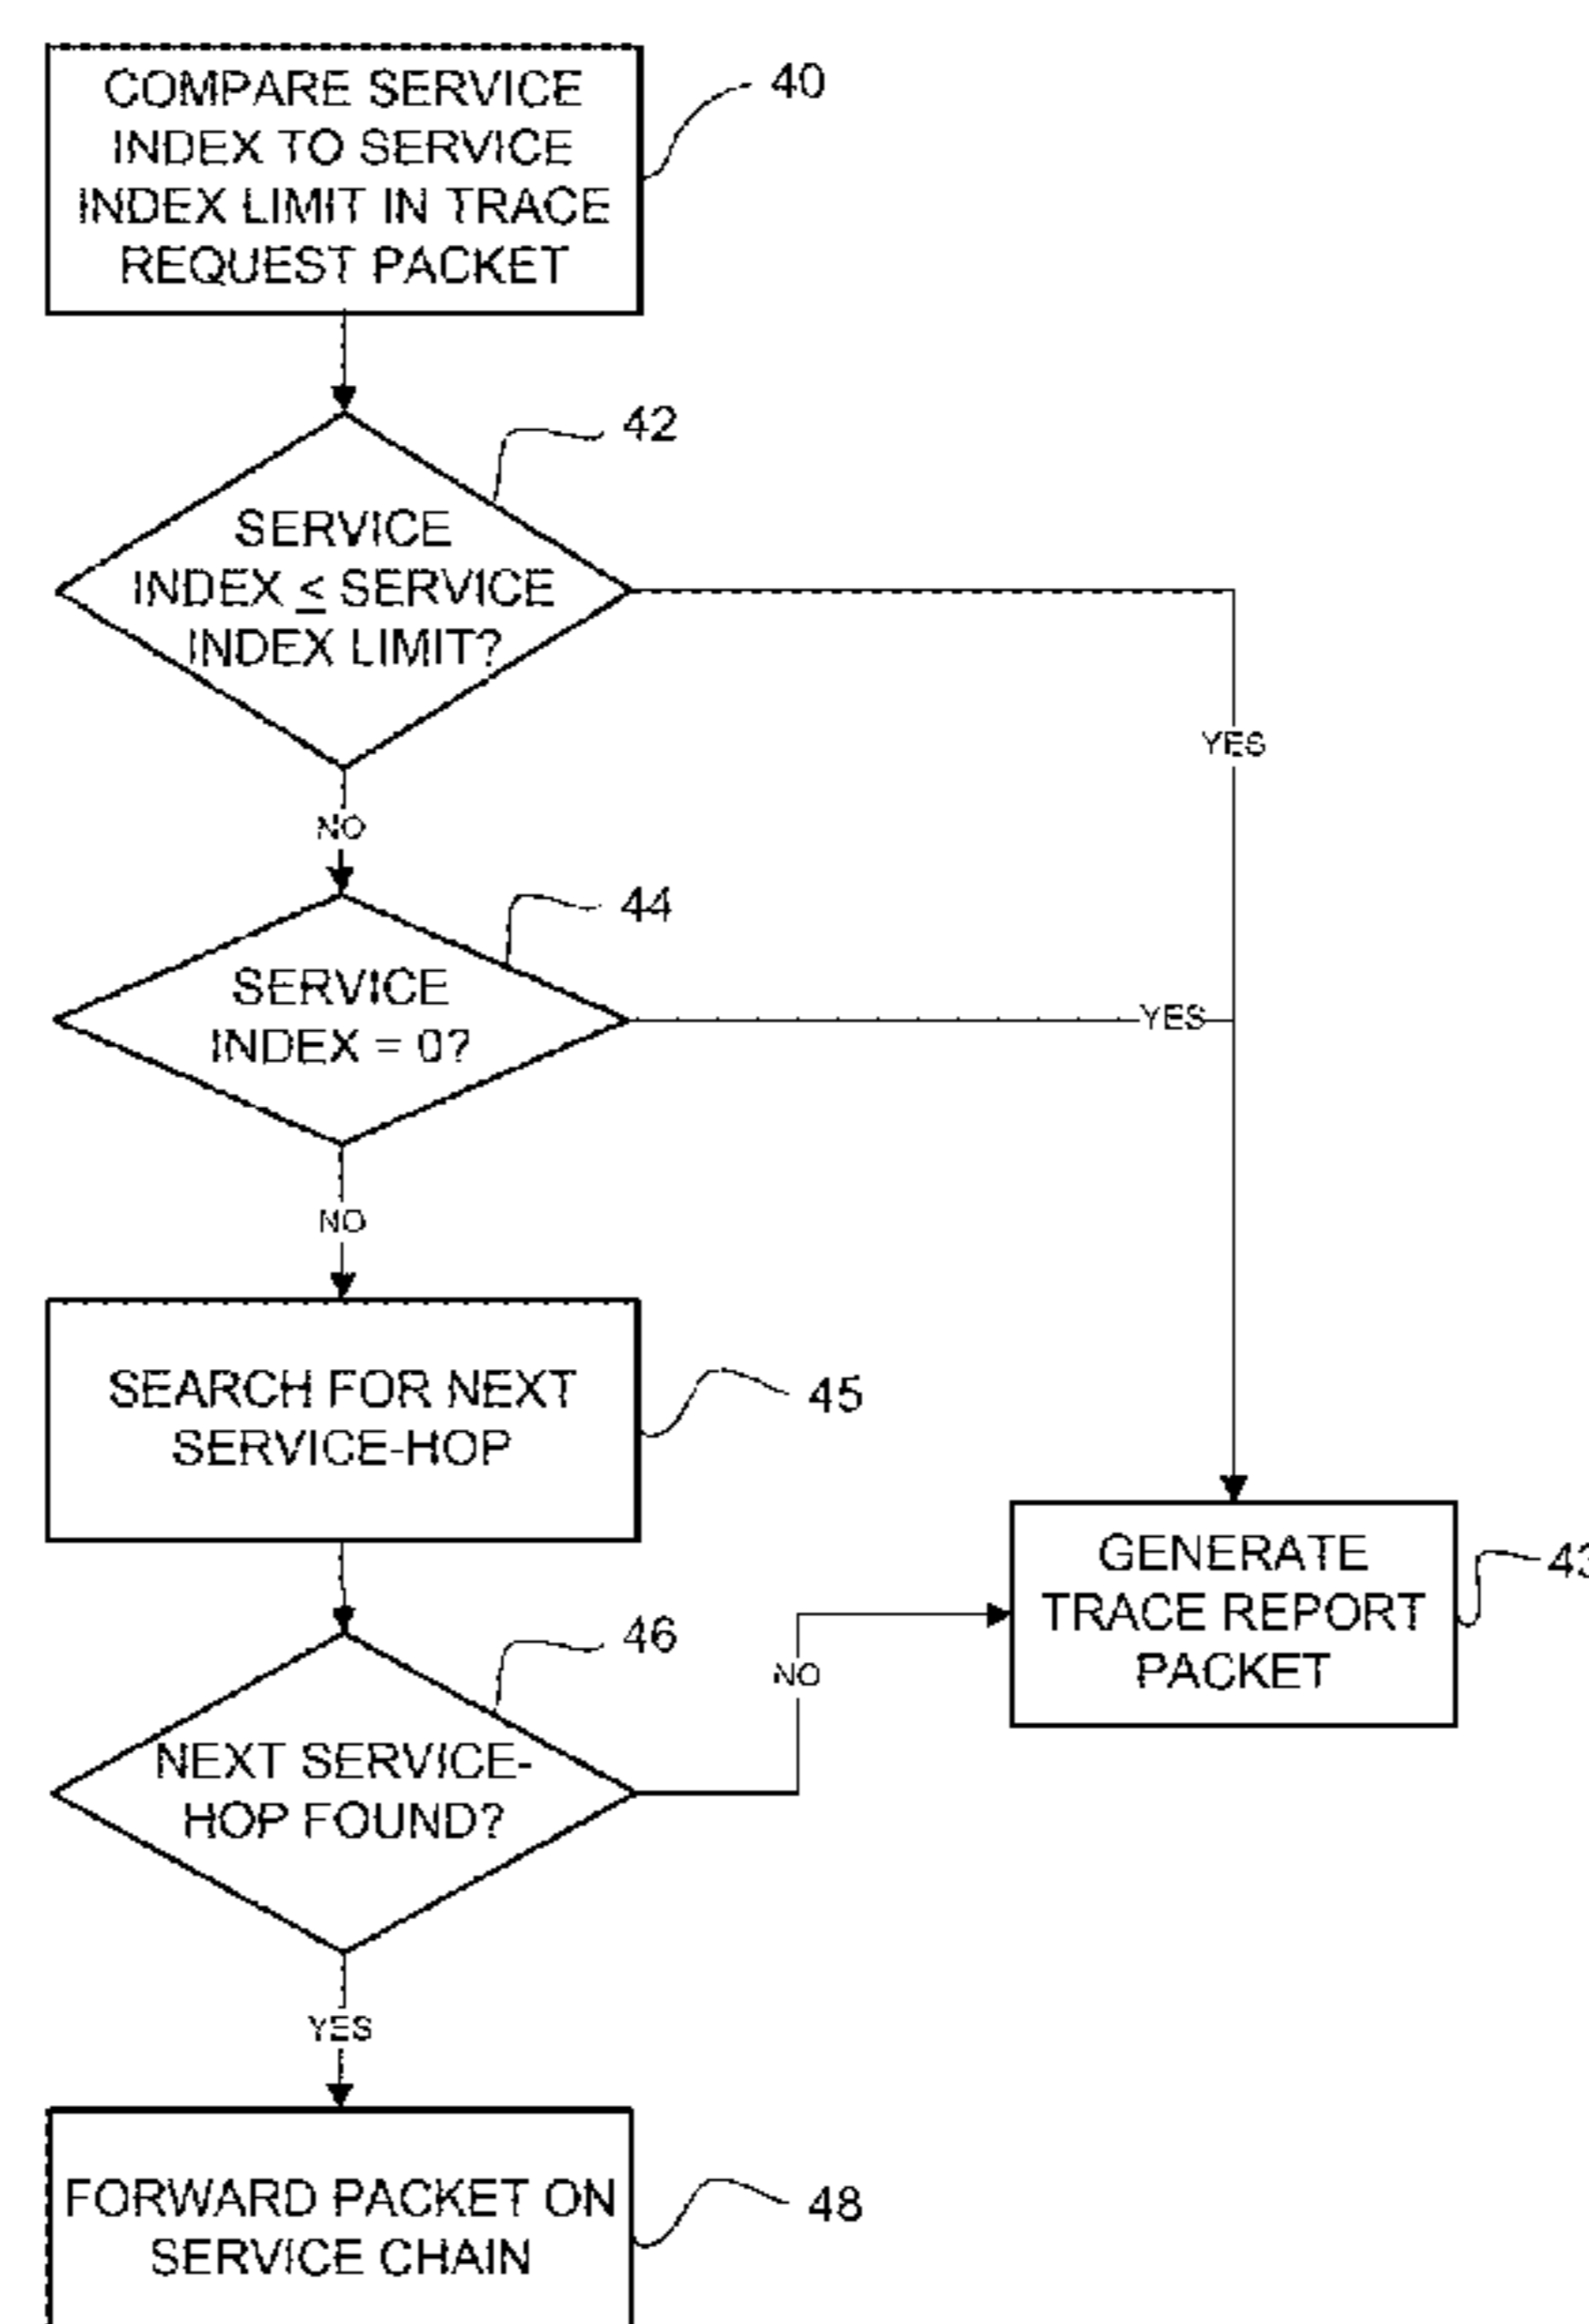 COMPARE SERVICE
INDEX TO SERVICE
INDEX LIMIT IN TRACE
REQUEST PACKET
40
42
SERVICE
INDEX ≤ SERVICE
INDEX LIMIT?
YES
NO
44
SERVICE
INDEX = 0?
YES
NO
SEARCH FOR NEXT
SERVICE-HOP
45
GENERATE
TRACE REPORT
PACKET
43
46
NO
NEXT SERVICE-
HOP FOUND?
YES
FORWARD PACKET ON
SERVICE CHAIN
48